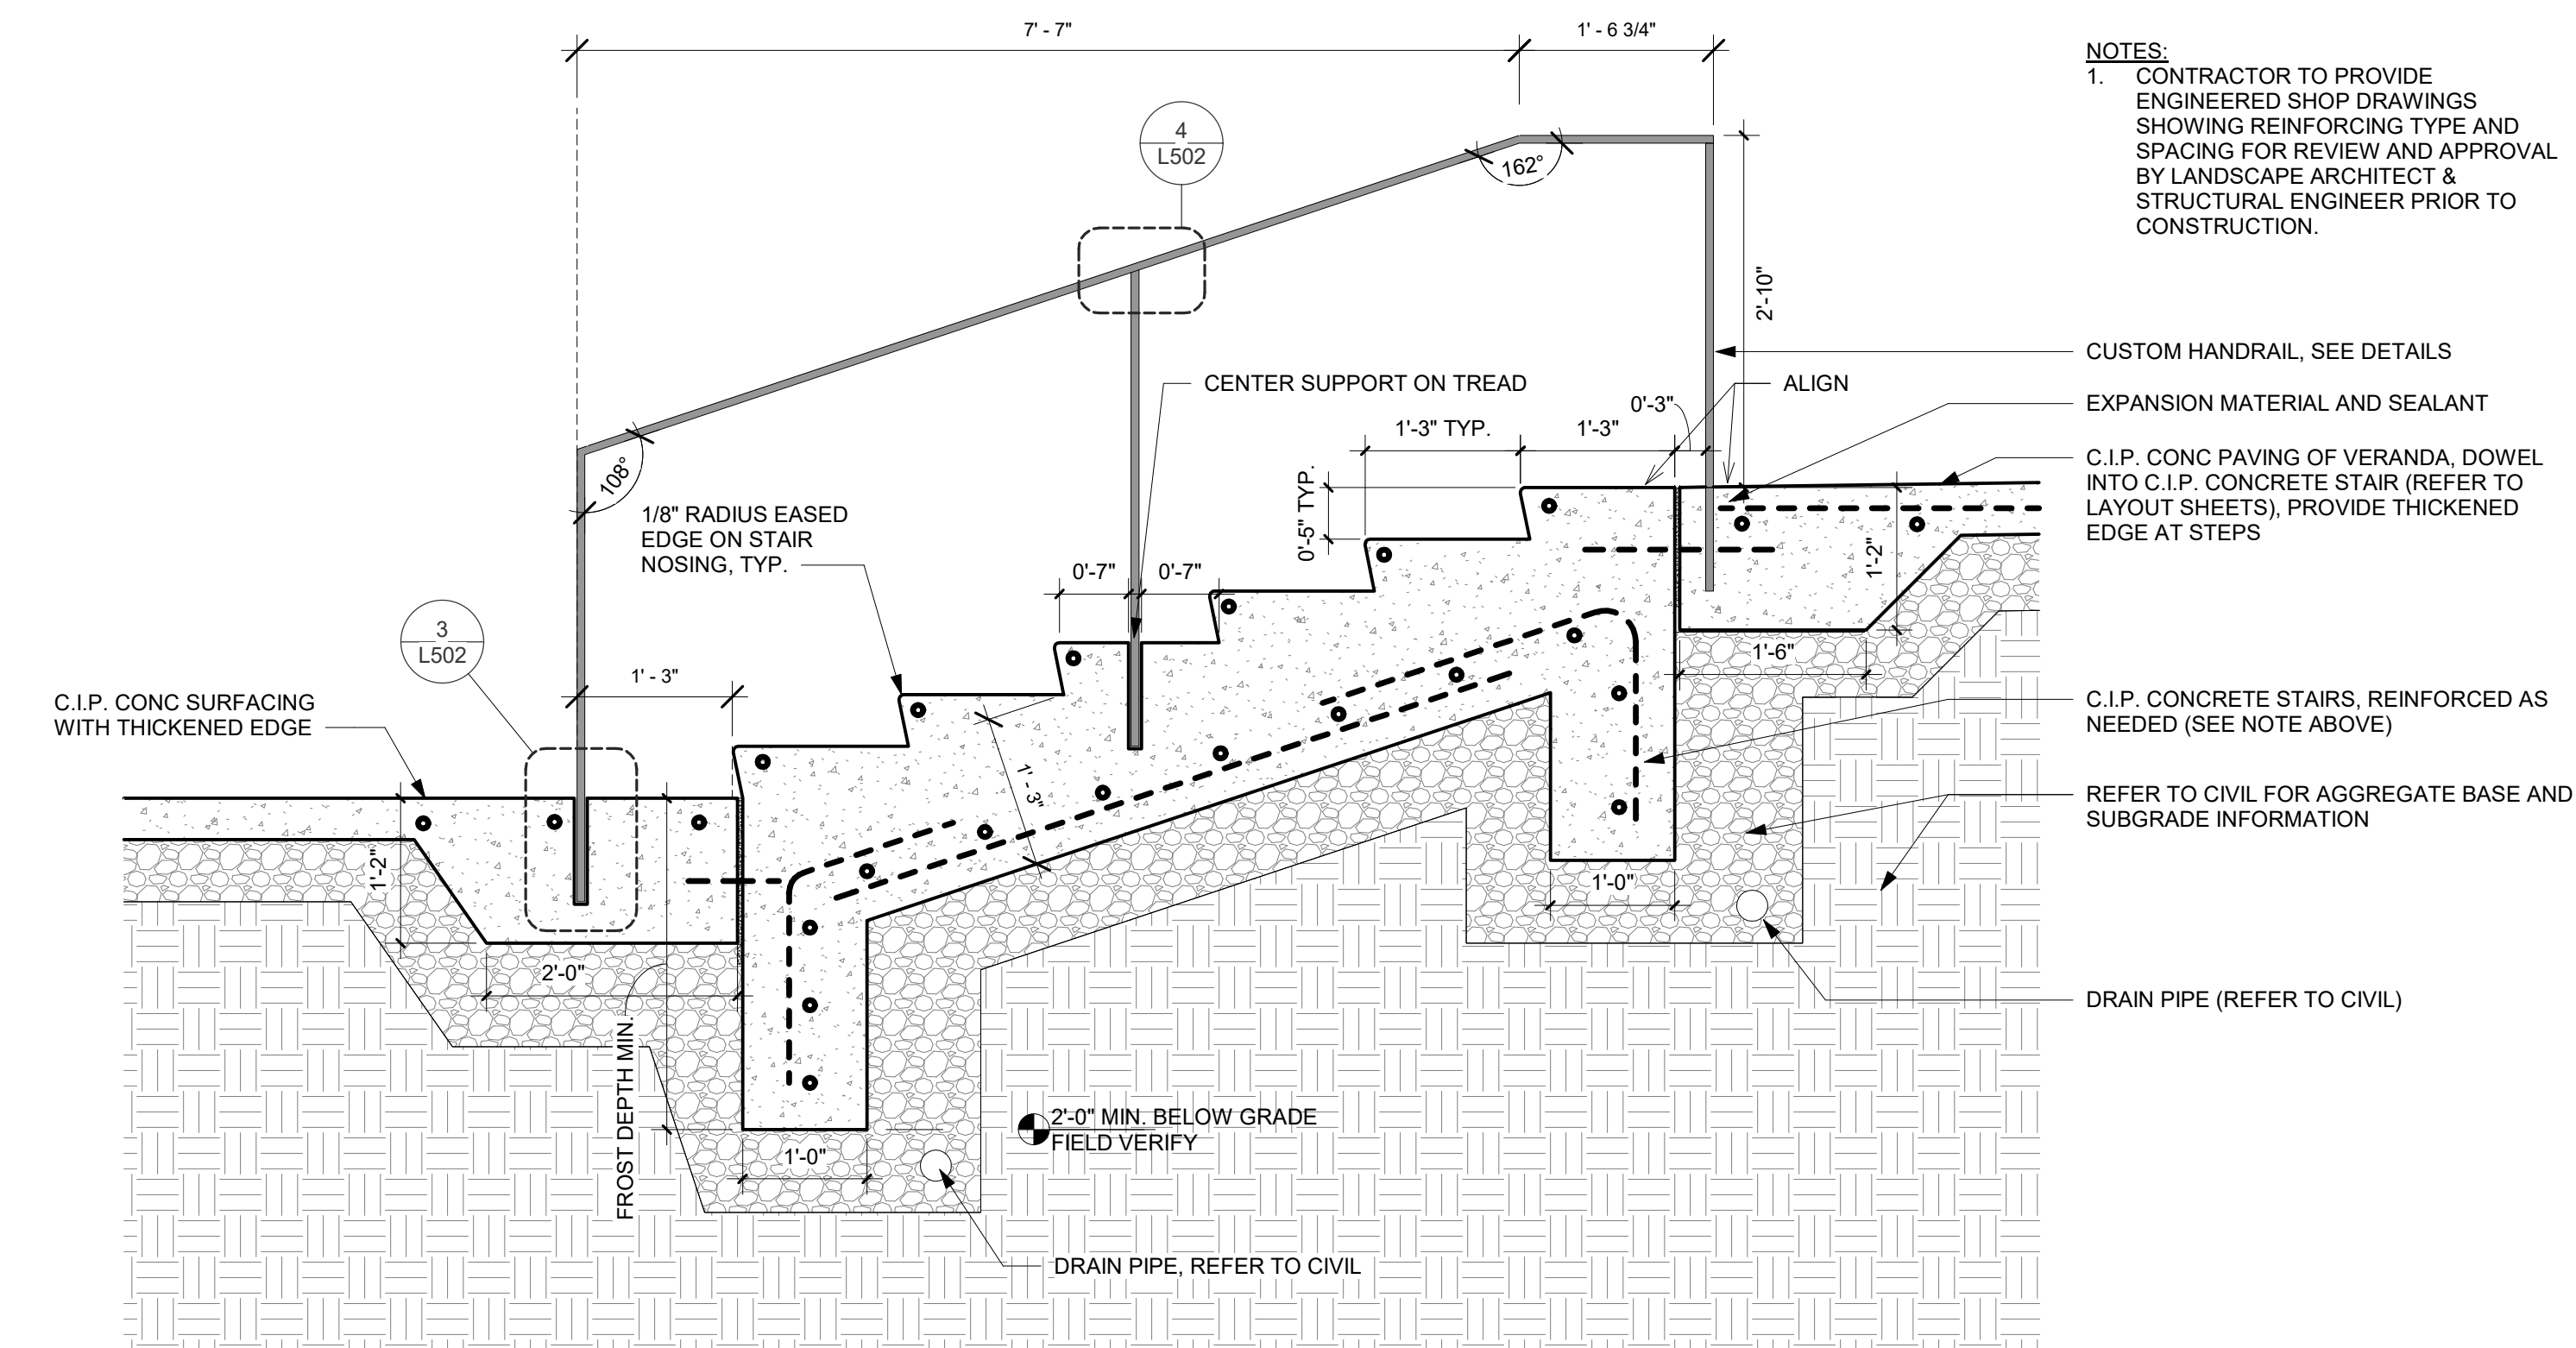 7' - 7"
1' - 6 3/4"
NOTES:
1. CONTRACTOR TO PROVIDE
ENGINEERED SHOP DRAWINGS
SHOWING REINFORCING TYPE AND
SPACING FOR REVIEW AND APPROVAL
BY LANDSCAPE ARCHITECT &
STRUCTURAL ENGINEER PRIOR TO
CONSTRUCTION.
4
L502
162°
2'-10"
CUSTOM HANDRAIL, SEE DETAILS
CENTER SUPPORT ON TREAD
ALIGN
0'-3"
EXPANSION MATERIAL AND SEALANT
1'-3" TYP.
1'-3"
C.I.P. CONC PAVING OF VERANDA, DOWEL
INTO C.I.P. CONCRETE STAIR (REFER TO
LAYOUT SHEETS), PROVIDE THICKENED
EDGE AT STEPS
108°
0'-5" TYP.
1/8" RADIUS EASED
EDGE ON STAIR
NOSING, TYP.
0'-7"
0'-7"
1'-2"
3
L502
1' - 3"
1'-6"
C.I.P. CONC SURFACING
WITH THICKENED EDGE
C.I.P. CONCRETE STAIRS, REINFORCED AS
NEEDED (SEE NOTE ABOVE)
1' - 3"
REFER TO CIVIL FOR AGGREGATE BASE AND
SUBGRADE INFORMATION
1'-2"
1'-0"
2'-0"
DRAIN PIPE (REFER TO CIVIL)
FROST DEPTH MIN.
2'-0" MIN. BELOW GRADE
FIELD VERIFY
1'-0"
DRAIN PIPE, REFER TO CIVIL